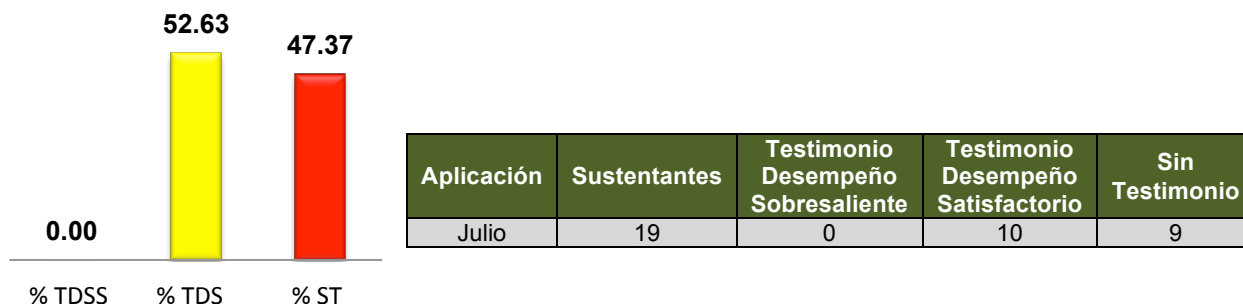 52.63
47.37
0.00
% TDSS % TDS % ST
Aplicación Sustentantes Testimonio Desempeño Sobresaliente Testimonio Desempeño Satisfactorio Sin Testimonio
Julio 19 0 10 9